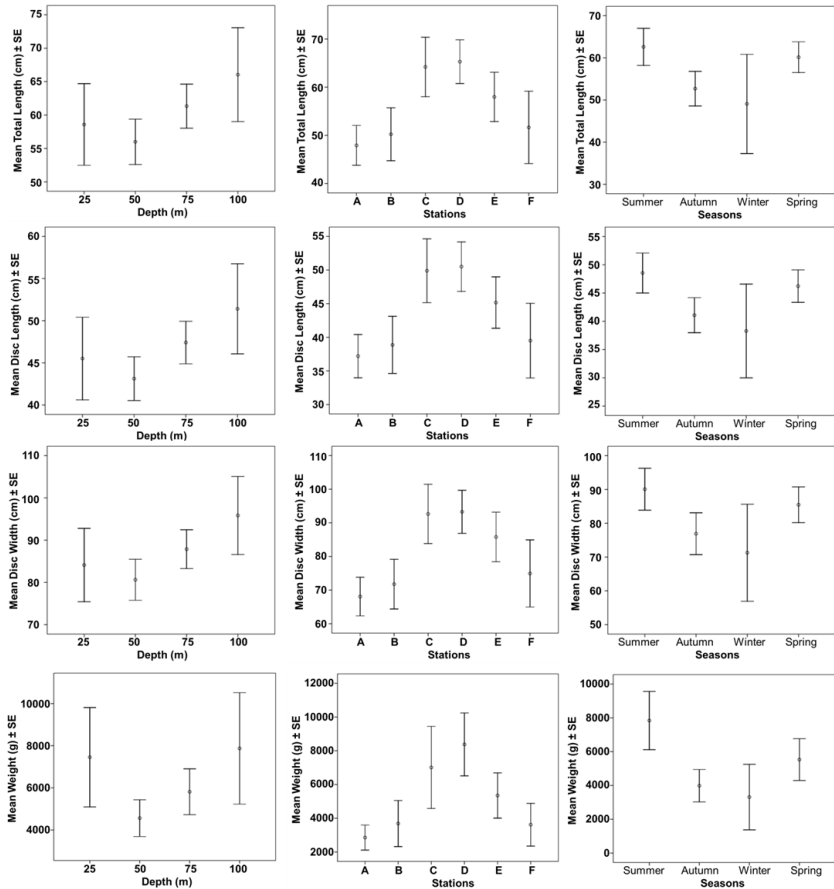 Mean Total Length (cm) ± SE
75
70
65
60
55
50
25 50 75 100
Depth (m)
Mean Total Length (cm) ± SE
70
60
50
40
A B C D E F
Stations
Mean Total Length (cm) ± SE
70
60
50
40
30
Summer Autumn Winter Spring
Seasons
Mean Disc Length (cm) ± SE
60
55
50
45
40
25 50 75 100
Depth (m)
Mean Disc Length (cm) ± SE
55
50
45
40
35
30
A B C D E F
Stations
Mean Disc Length (cm) ± SE
55
50
45
40
35
30
25
Summer Autumn Winter Spring
Seasons
Mean Disc Width (cm) ± SE
110
100
90
80
70
25 50 75 100
Depth (m)
Mean Disc Width (cm) ± SE
110
100
90
80
70
60
A B C D E F
Stations
Mean Disc Width (cm) ± SE
100
90
80
70
60
50
Summer Autumn Winter Spring
Seasons
Mean Weight (g) ± SE
10000
8000
6000
4000
25 50 75 100
Depth (m)
Mean Weight (g) ± SE
12000
10000
8000
6000
4000
2000
A B C D E F
Stations
Mean Weight (g) ± SE
10000
8000
6000
4000
2000
0
Summer Autumn Winter Spring
Seasons